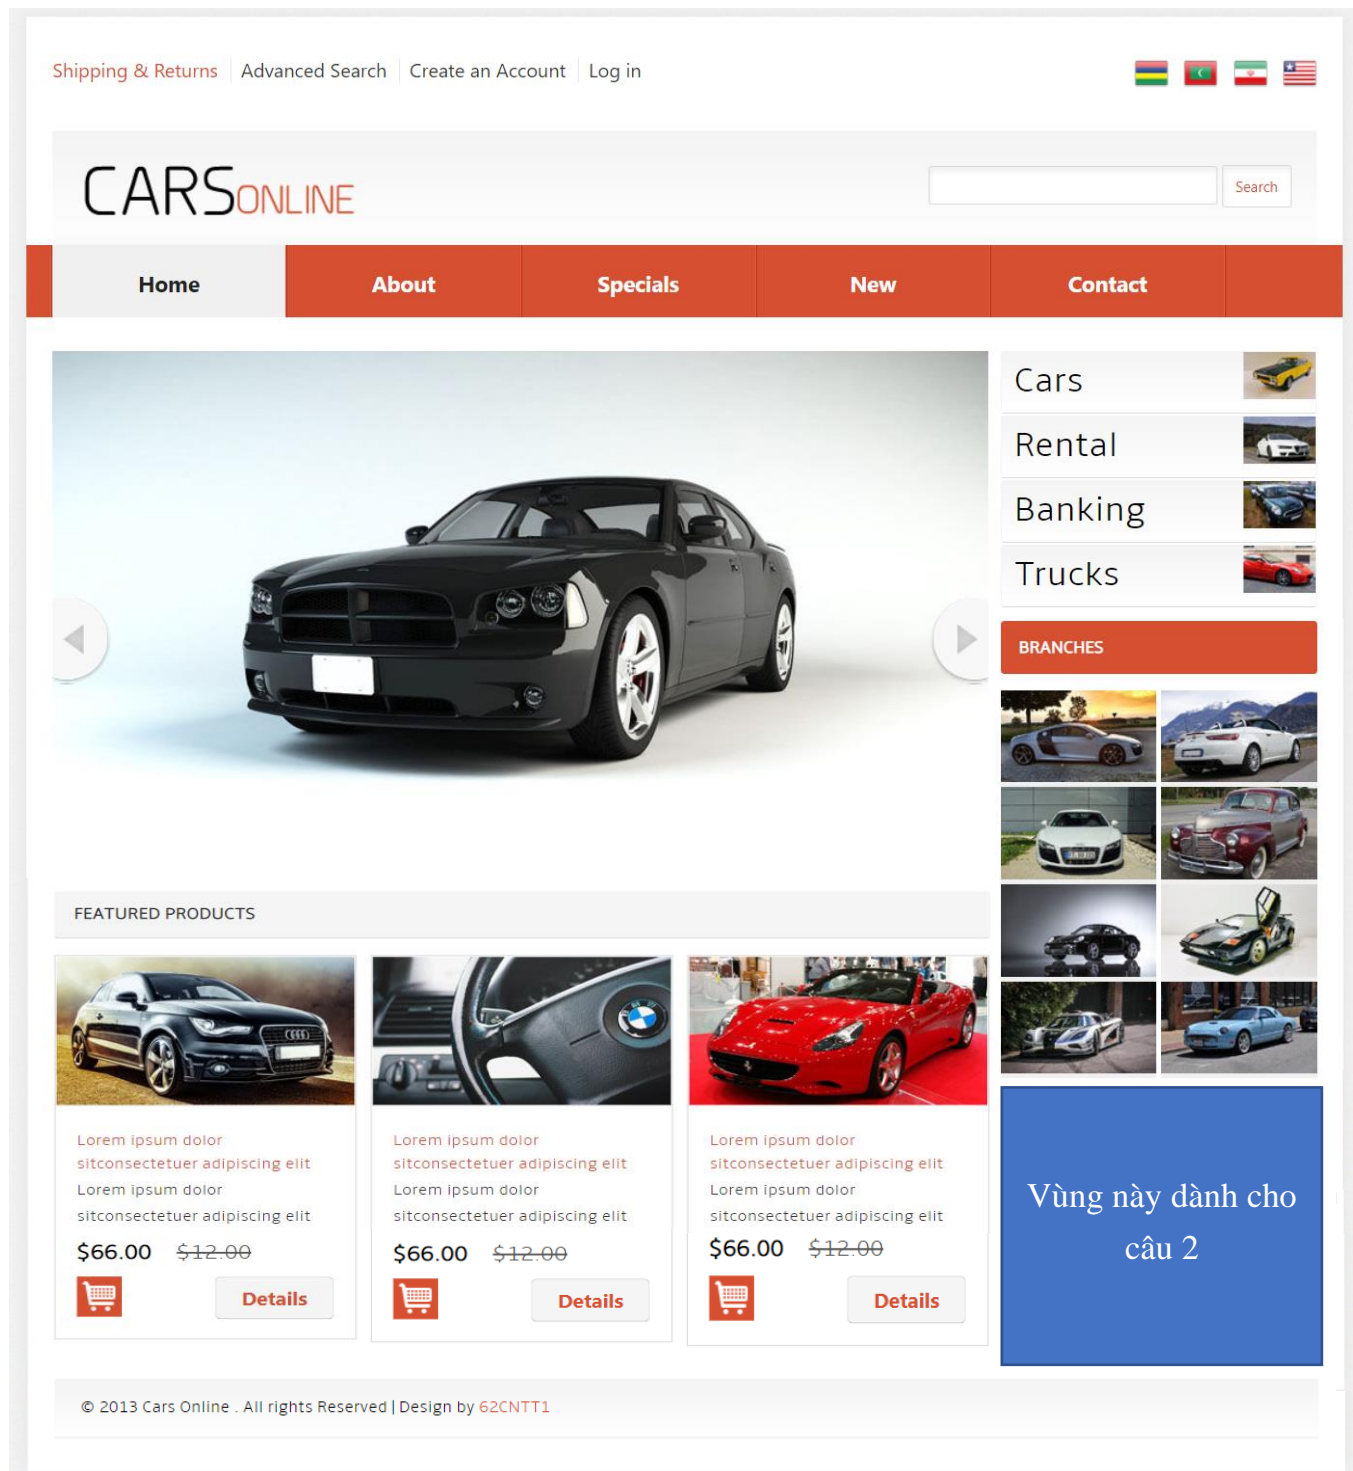 Shipping & Returns Advanced Search Create an Account Log in
CARSONLINE
Search
Home About Specials New Contact
Cars
Rental
Banking
Trucks
BRANCHES
FEATURED PRODUCTS
Lorem ipsum dolor
sitconsectetuer adipiscing elit
Lorem ipsum dolor
sitconsectetuer adipiscing elit
$66.00 $12.00
Details
Lorem ipsum dolor
sitconsectetuer adipiscing elit
Lorem ipsum dolor
sitconsectetuer adipiscing elit
$66.00 $12.00
Details
Lorem ipsum dolor
sitconsectetuer adipiscing elit
Lorem ipsum dolor
sitconsectetuer adipiscing elit
$66.00 $12.00
Details
Vùng này dành cho
câu 2
© 2013 Cars Online . All rights Reserved | Design by 62CNTT1